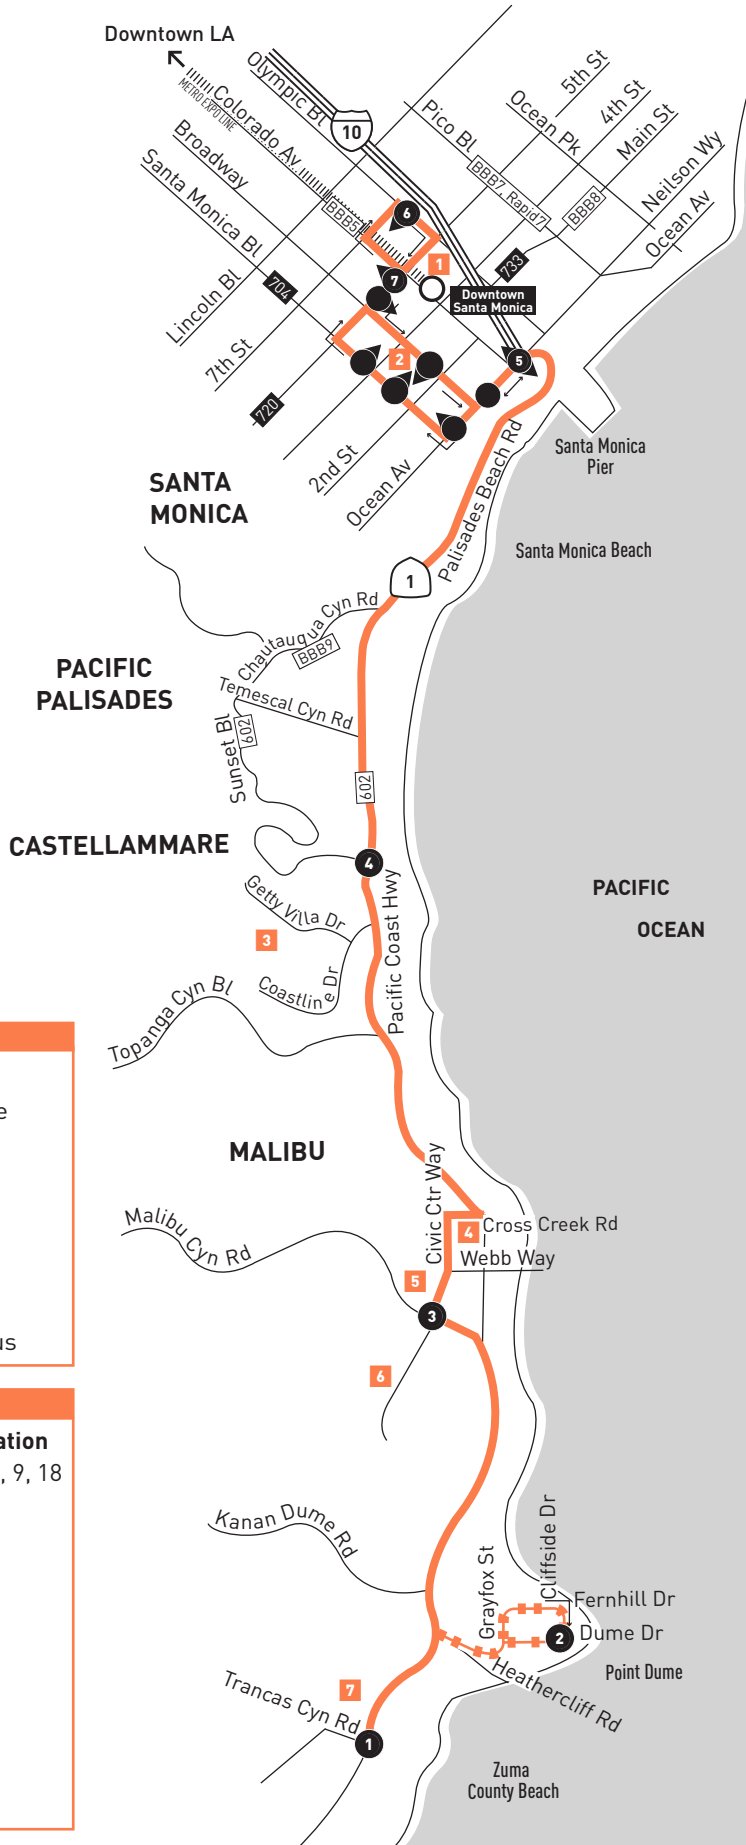 Downtown LA
METRO EXPO LINE
Olympic Bl
Colorado Av
Broadway
Santa Monica Bl
10
Pico Bl
Ocean Pk
5th St
4th St
Main St
Neilson Wy
Ocean Av
BBB7, Rapid7
BBB8
BBB5
6
1
733
7
Downtown
Santa Monica
704
Lincoln Bl
7th St
720
2
5
2nd St
Ocean Av
Palisades Beach Rd
Santa Monica
Pier
SANTA
MONICA
Santa Monica Beach
1
Chautauqua Cyn Rd
BBB9
PACIFIC
PALISADES
Temescal Cyn Rd
Sunset Bl
602
602
CASTELLAMMARE
4
Getty Villa Dr
3
Coastline Dr
Pacific Coast Hwy
PACIFIC
OCEAN
Topanga Cyn Bl
e
MALIBU
Civic Ctr Way
Malibu Cyn Rd
4
Cross Creek Rd
Webb Way
5
3
us
6
ation
, 9, 18
Kanan Dume Rd
Grayfox St
Cliffside Dr
Fernhill Dr
2
Dume Dr
Heathercliff Rd
Point Dume
7
Trancas Cyn Rd
1
Zuma
County Beach